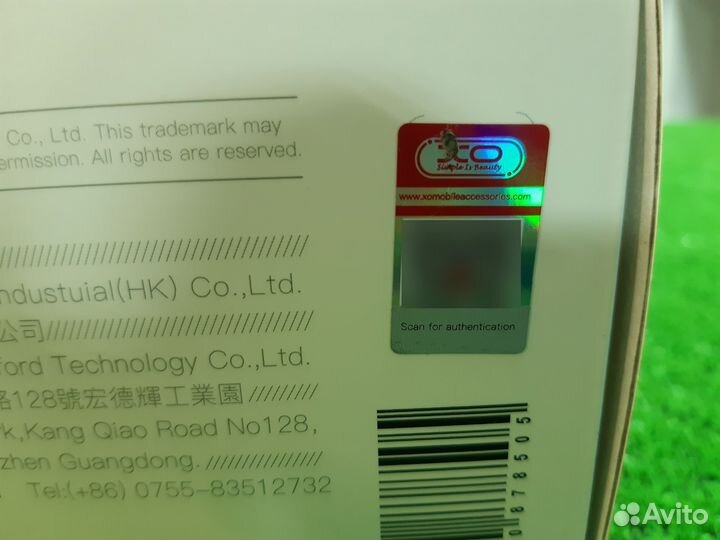 Co., Ltd. This trademark may
ermission. All rights are reserved.
ndustuial(HK) Co.,Ltd.
公司
ford Technology Co.,Ltd.
路128號宏德輝工業園
rk,Kang Qiao Road No128,
zhen Guangdong.
Tel:(+86) 0755-83512732
XO
Simple Is Beauty
www.xomobileaccessories.com
Scan for authentication
0878505
Avito